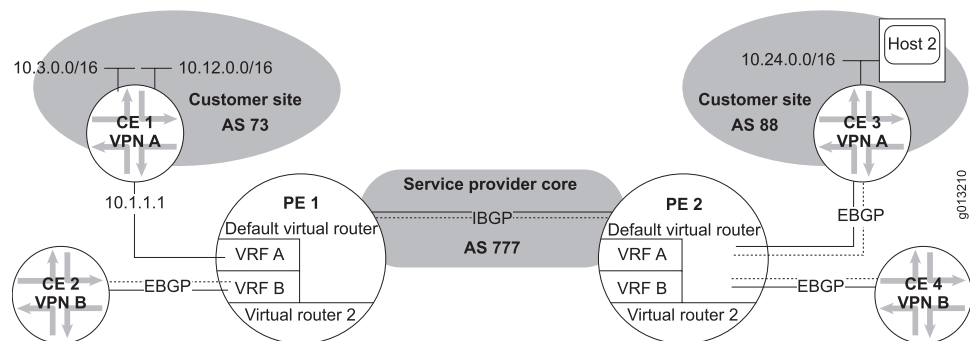 10.3.0.0/16
10.12.0.0/16
Customer site
AS 73
CE 1
VPN A
10.1.1.1
CE 2
VPN B
EBGP
PE 1
Default virtual router
VRF A
VRF B
Virtual router 2
Service provider core
IBGP
AS 777
PE 2
Default virtual router
VRF A
VRF B
Virtual router 2
10.24.0.0/16
Host 2
Customer site
AS 88
CE 3
VPN A
EBGP
EBGP
CE 4
VPN B
g013210